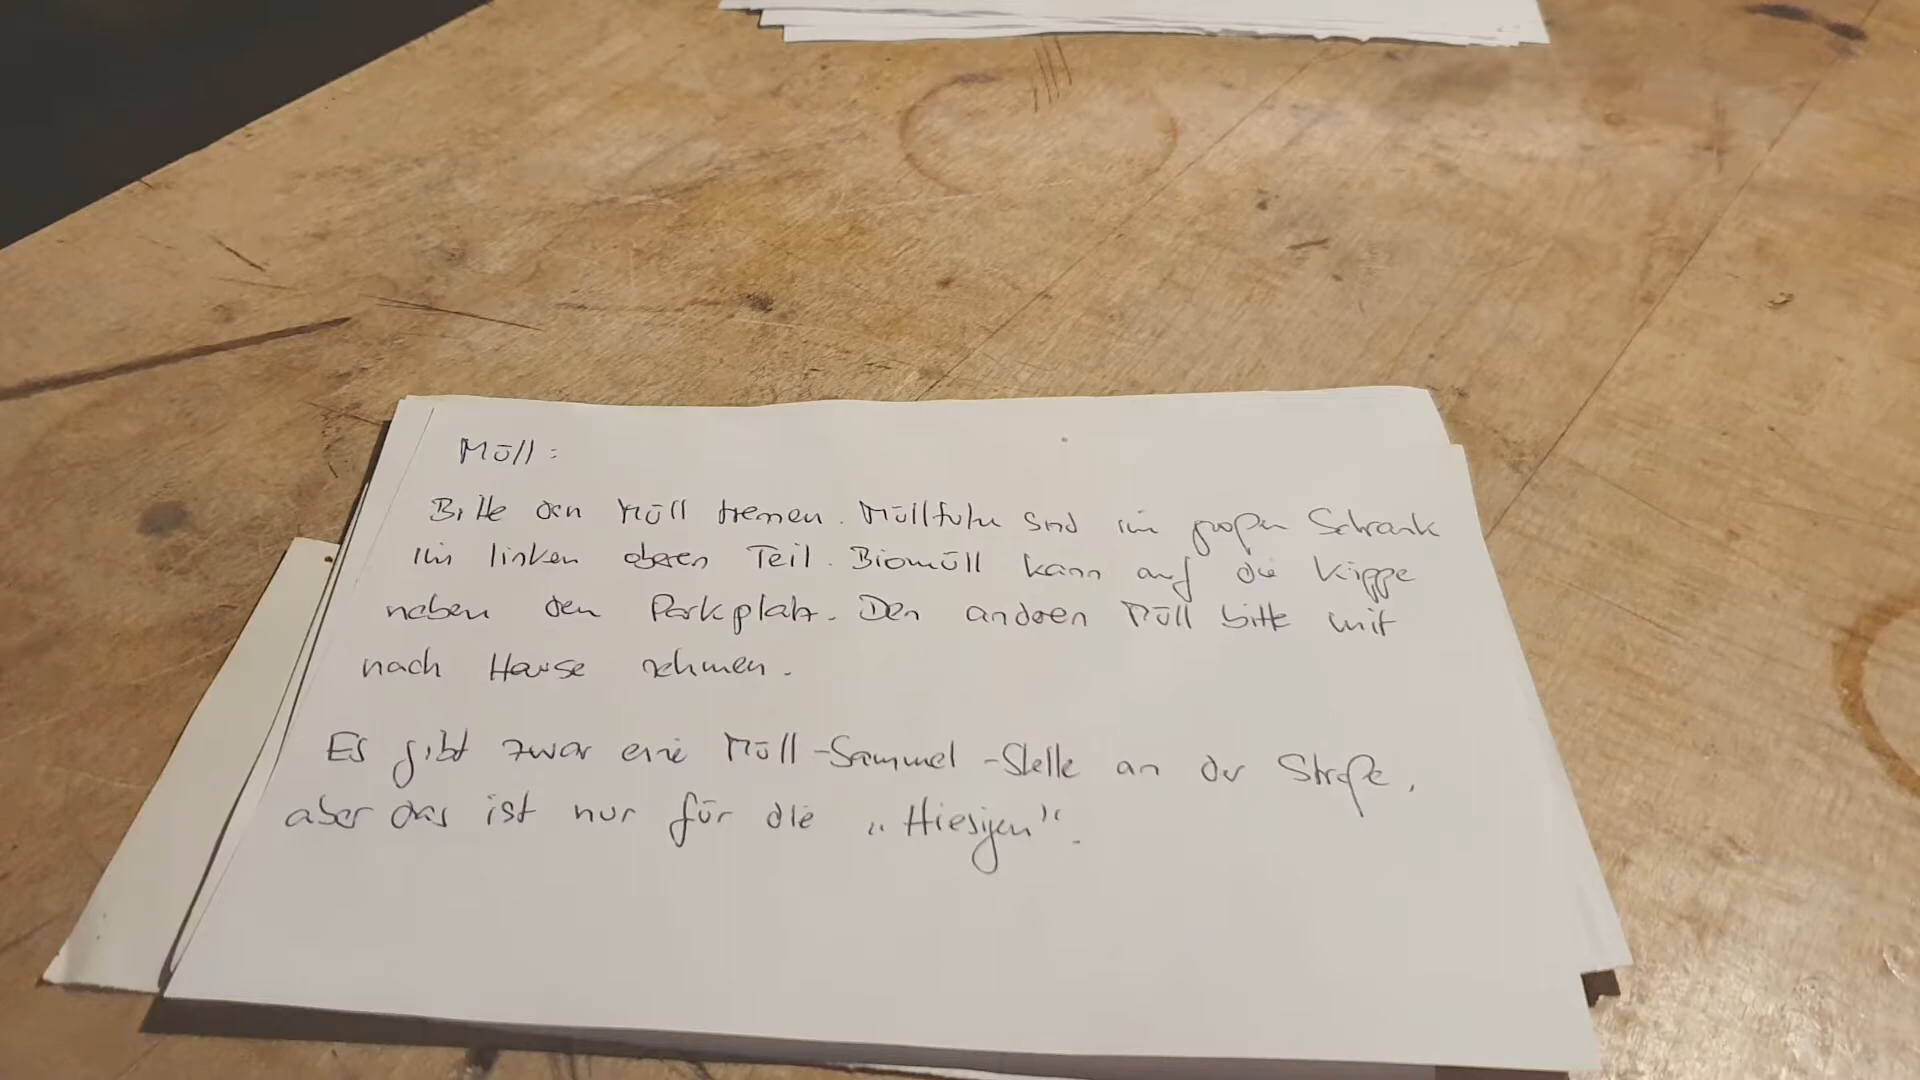 Müll:
Bitte den Müll trennen. Mülltüten sind im großen Schrank
im linken oberen Teil. Biomüll kann auf die Kippe
neben den Parkplatz. Den anderen Müll bitte mit
nach Hause nehmen.
Es gibt zwar eine Müll-Sammel-Stelle an der Straße,
aber das ist nur für die „Hiesigen".